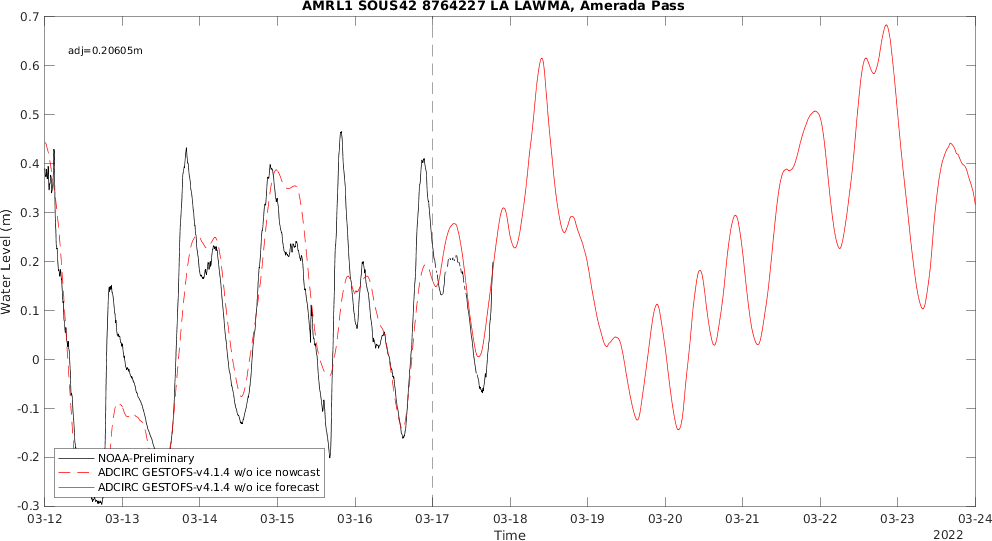 AMRL1 SOUS42 8764227 LA LAWMA, Amerada Pass
0.7
0.6
0.5
0.4
0.3
0.2
0.1
0
-0.1
-0.2
-0.3
adj=0.20605m
Water Level (m)
NOAA-Preliminary
ADCIRC GESTOFS-v4.1.4 w/o ice nowcast
ADCIRC GESTOFS-v4.1.4 w/o ice forecast
03-12 03-13 03-14 03-15 03-16 03-17 03-18 03-19 03-20 03-21 03-22 03-23 03-24
Time
2022